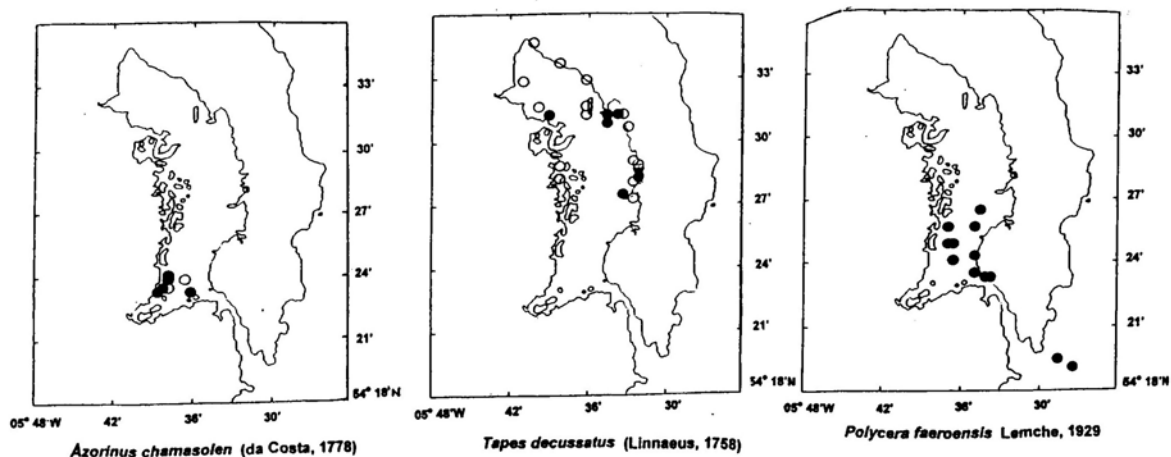 33'
30'
27'
24'
21'
54° 18'N
05° 48'W 42' 36' 30'
Azorinus chamasolen (da Costa, 1778)
33'
30'
27'
24'
21'
54° 18'N
05° 48'W 42' 36' 30'
Tapes decussatus (Linnaeus, 1758)
33'
30'
27'
24'
21'
54° 18'N
05° 48'W 42' 36' 30'
Polycera faeroensis Lemche, 1929